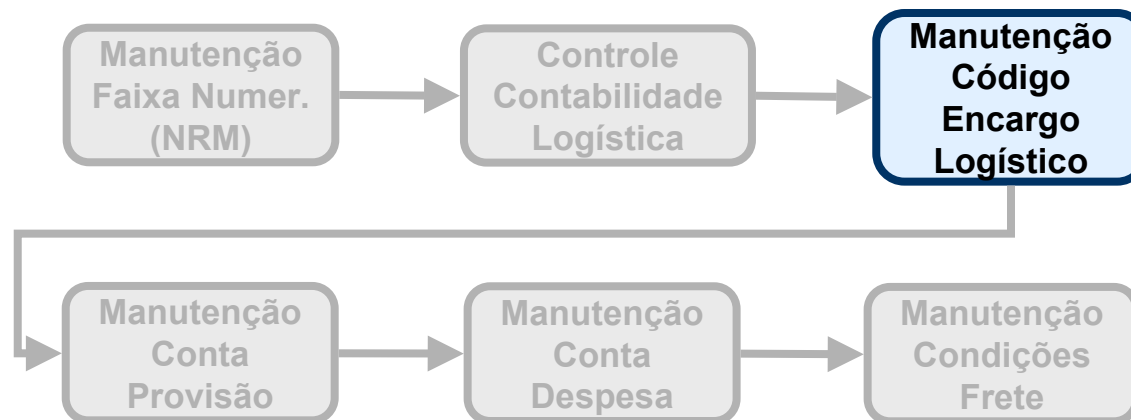 Manutenção
Faixa Numer.
(NRM)
Controle
Contabilidade
Logística
Manutenção
Código
Encargo
Logístico
Manutenção
Conta
Provisão
Manutenção
Conta
Despesa
Manutenção
Condições
Frete